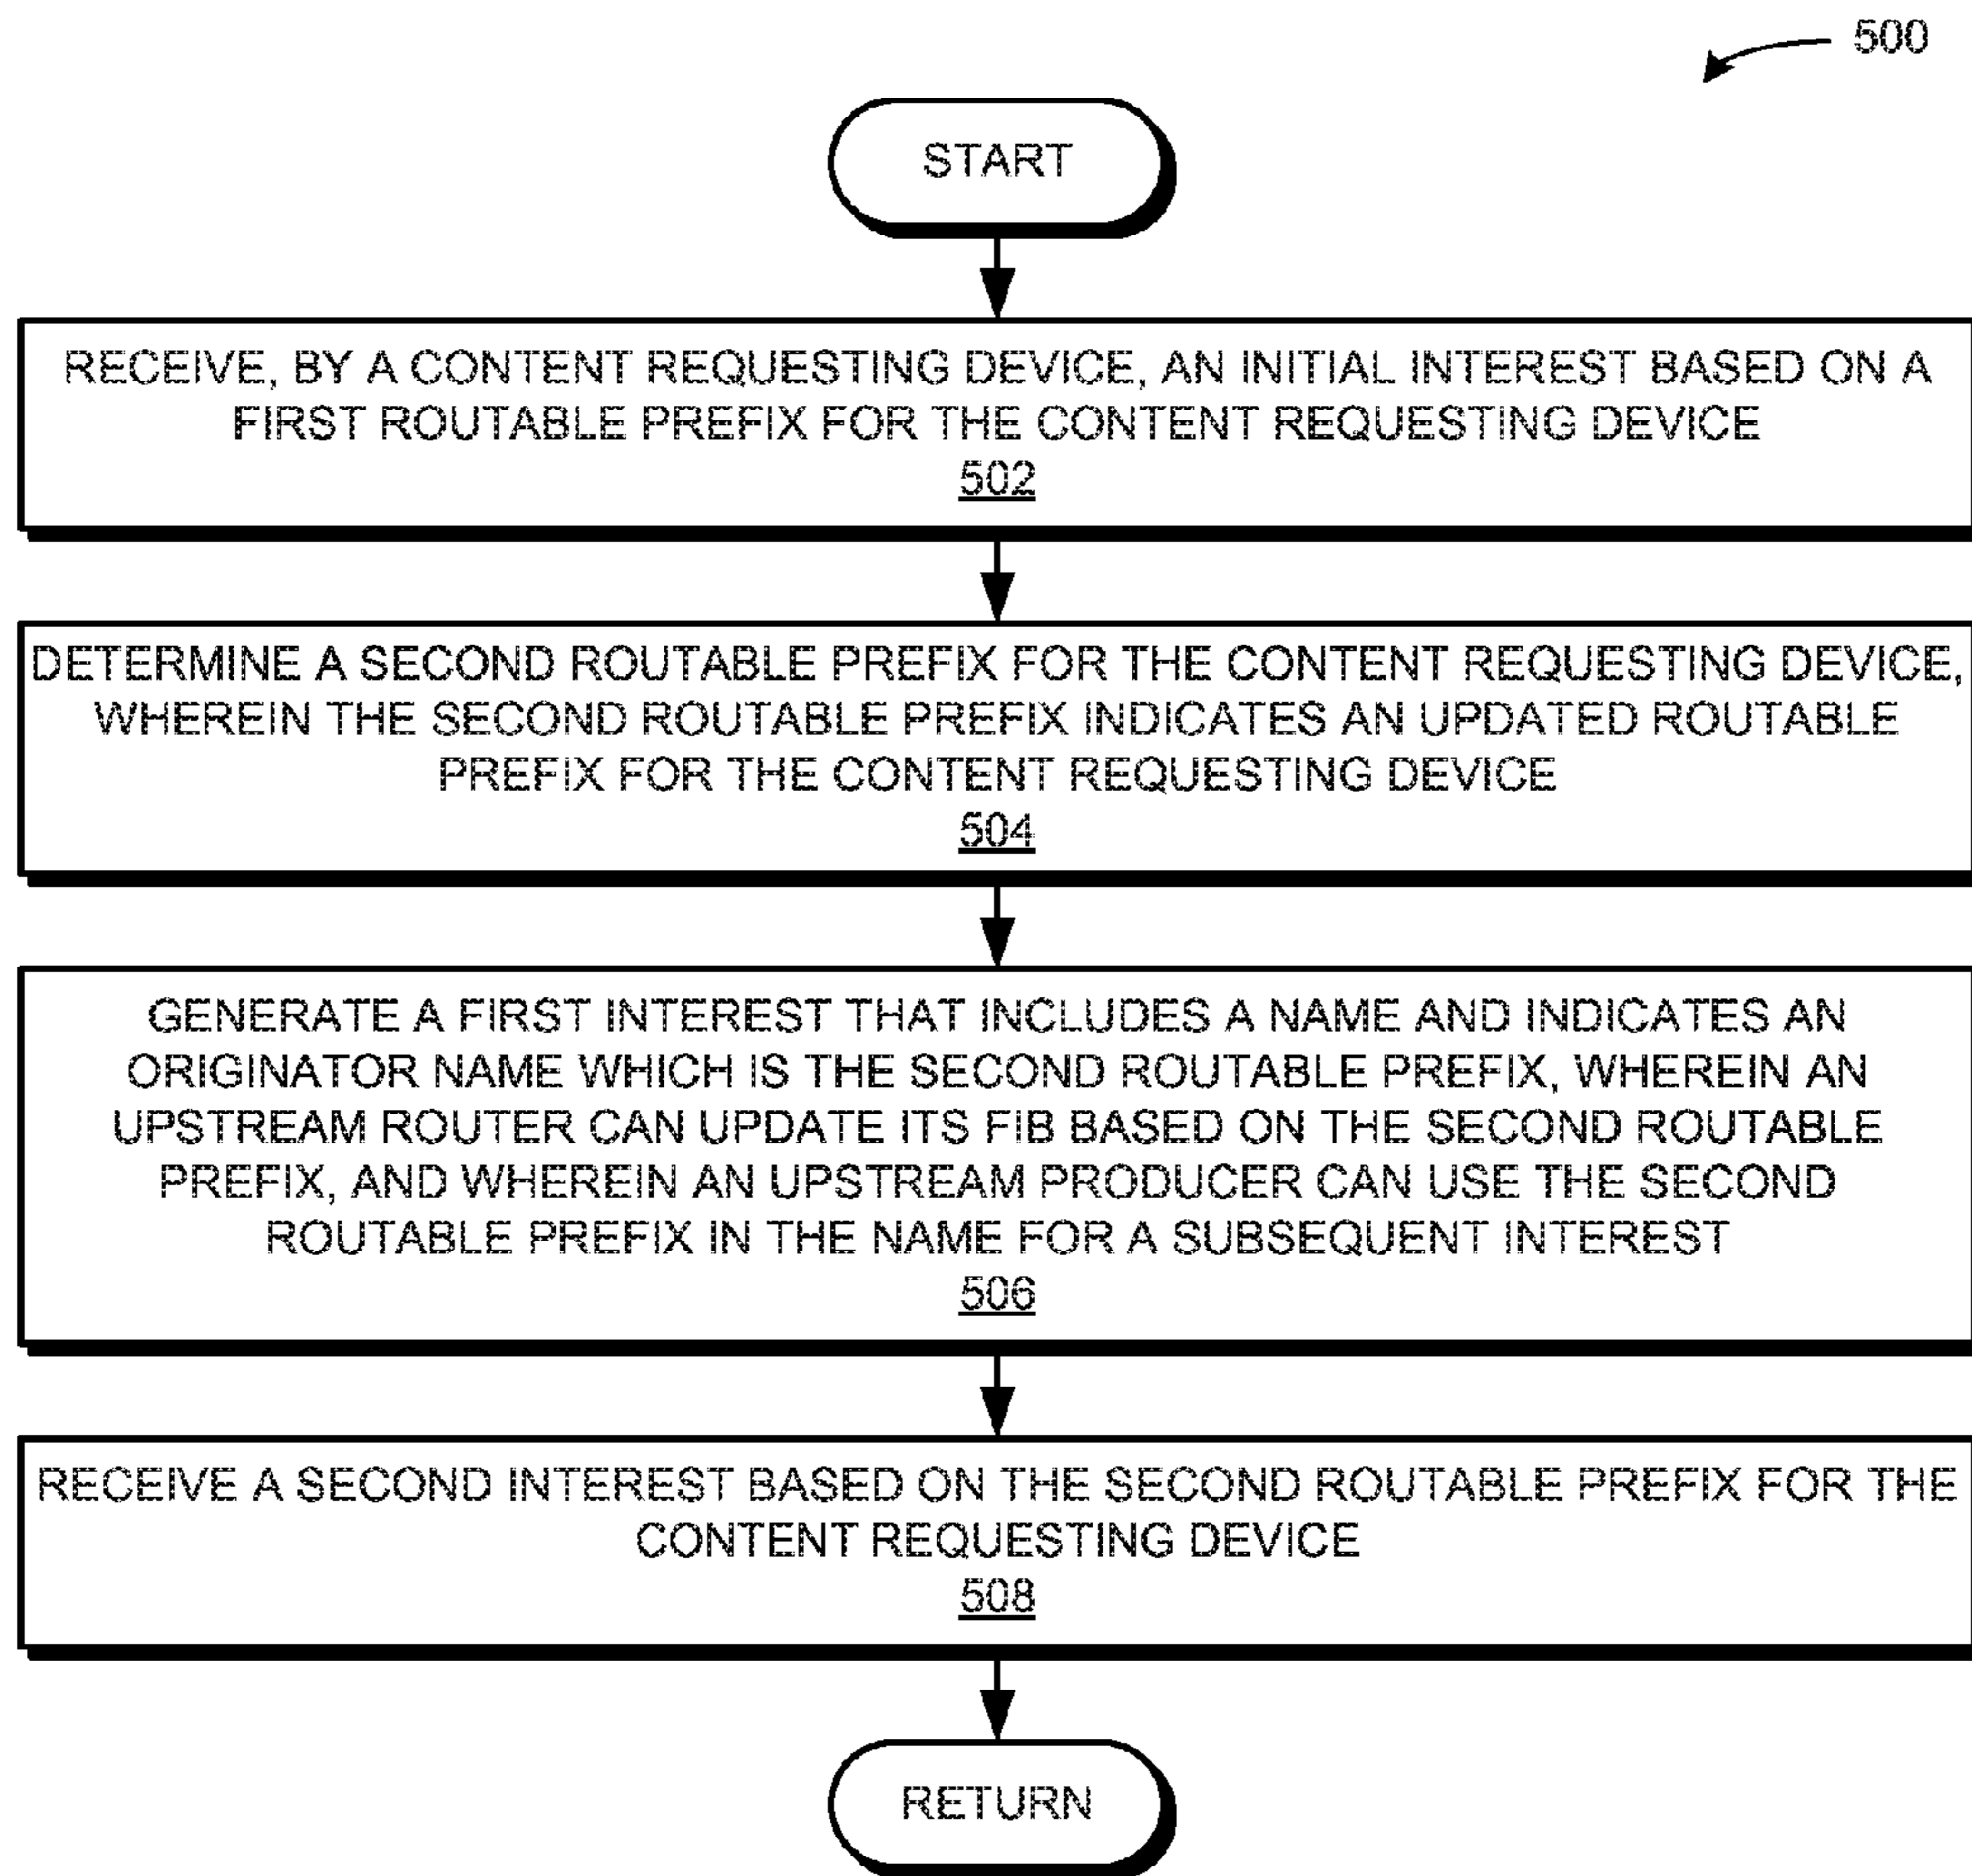 500
START
RECEIVE, BY A CONTENT REQUESTING DEVICE, AN INITIAL INTEREST BASED ON A
FIRST ROUTABLE PREFIX FOR THE CONTENT REQUESTING DEVICE
502
DETERMINE A SECOND ROUTABLE PREFIX FOR THE CONTENT REQUESTING DEVICE,
WHEREIN THE SECOND ROUTABLE PREFIX INDICATES AN UPDATED ROUTABLE
PREFIX FOR THE CONTENT REQUESTING DEVICE
504
GENERATE A FIRST INTEREST THAT INCLUDES A NAME AND INDICATES AN
ORIGINATOR NAME WHICH IS THE SECOND ROUTABLE PREFIX, WHEREIN AN
UPSTREAM ROUTER CAN UPDATE ITS FIB BASED ON THE SECOND ROUTABLE
PREFIX, AND WHEREIN AN UPSTREAM PRODUCER CAN USE THE SECOND
ROUTABLE PREFIX IN THE NAME FOR A SUBSEQUENT INTEREST
506
RECEIVE A SECOND INTEREST BASED ON THE SECOND ROUTABLE PREFIX FOR THE
CONTENT REQUESTING DEVICE
508
RETURN